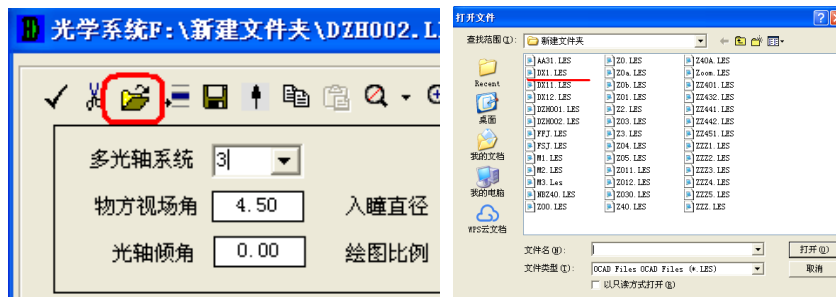 光学系统F:\新建文件夹\DZH002.L
多光轴系统 3
物方视场角 4.50 入瞳直径
光轴倾角 0.00 绘图比例
打开文件
查找范围(I): 新建文件夹
Recent
桌面
我的文档
我的电脑
WPS云文档
AA31.LES
DX1.LES
DX11.LES
DX12.LES
DZH001.LES
DZH002.LES
FPJ.LES
FSJ.LES
M1.LES
M2.LES
M3.Les
NBZ40.LES
Z00.LES
Z0.LES
Z0a.LES
Z0b.LES
Z01.LES
Z2.LES
Z03.LES
Z3.LES
Z04.LES
Z05.LES
Z011.LES
Z012.LES
Z030.LES
Z40.LES
Z40A.LES
Zoom.LES
ZZ401.LES
ZZ432.LES
ZZ441.LES
ZZ442.LES
ZZ451.LES
ZZZ1.LES
ZZZ2.LES
ZZZ3.LES
ZZZ4.LES
ZZZ5.LES
ZZZ.LES
文件名(N): 打开(O)
文件类型(T): OCAD Files OCAD Files (*.LES) 取消
以只读方式打开(R)